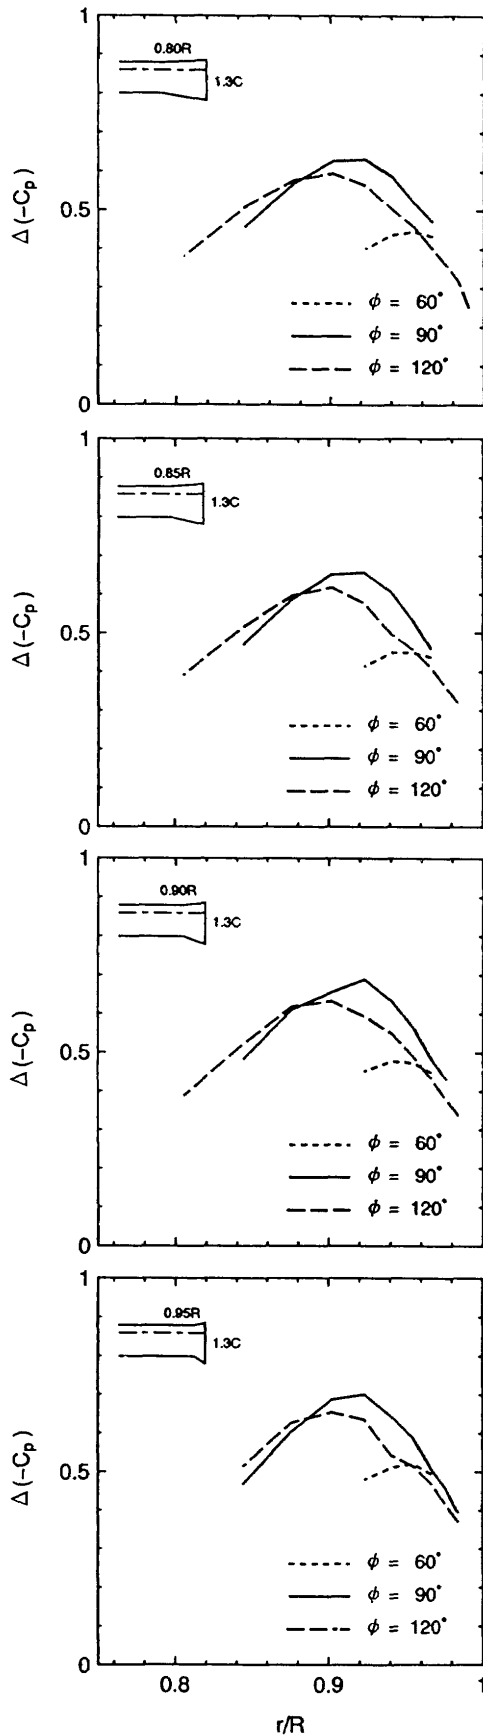 1
0.80R
1.3C
Δ (-Cp)
0.5
ϕ = 60°
ϕ = 90°
ϕ = 120°
0
1
0.85R
1.3C
Δ (-Cp)
0.5
ϕ = 60°
ϕ = 90°
ϕ = 120°
0
1
0.90R
1.3C
Δ (-Cp)
0.5
ϕ = 60°
ϕ = 90°
ϕ = 120°
0
1
0.95R
1.3C
Δ (-Cp)
0.5
ϕ = 60°
ϕ = 90°
ϕ = 120°
0
0.8 0.9 1
r/R